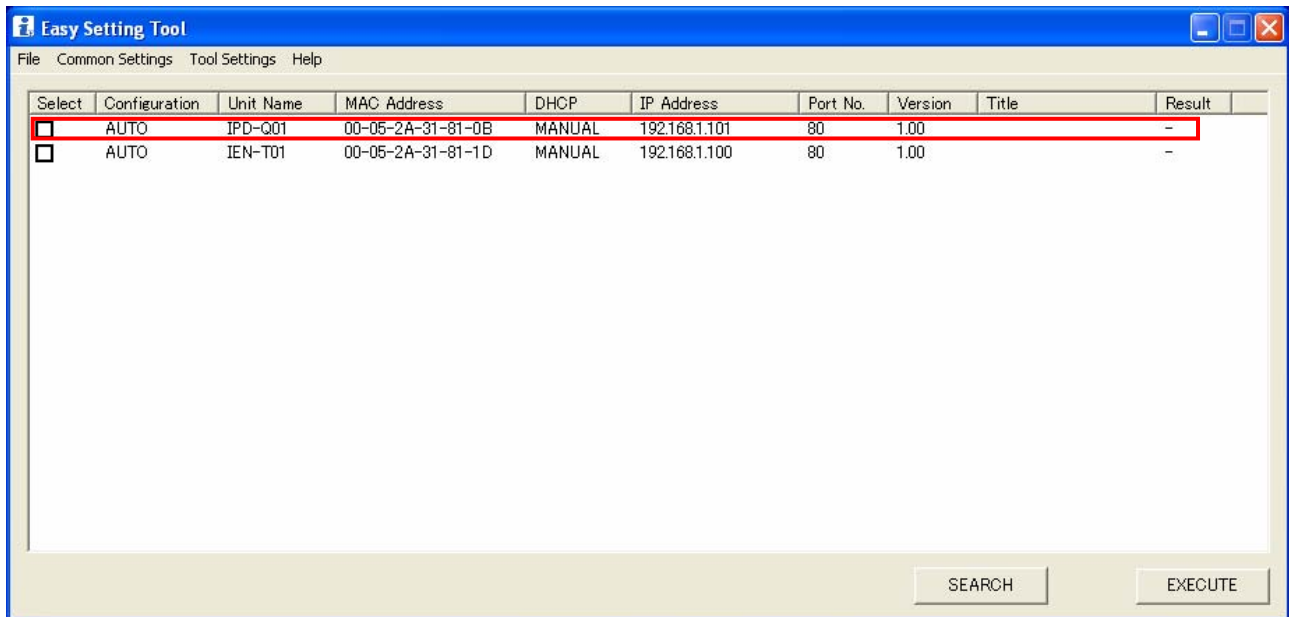 Easy Setting Tool
File Common Settings Tool Settings Help
Select Configuration Unit Name MAC Address DHCP IP Address Port No. Version Title Result
AUTO IPD-Q01 00-05-2A-31-81-0B MANUAL 192.168.1.101 80 1.00 -
AUTO IEN-T01 00-05-2A-31-81-1D MANUAL 192.168.1.100 80 1.00 -
SEARCH EXECUTE